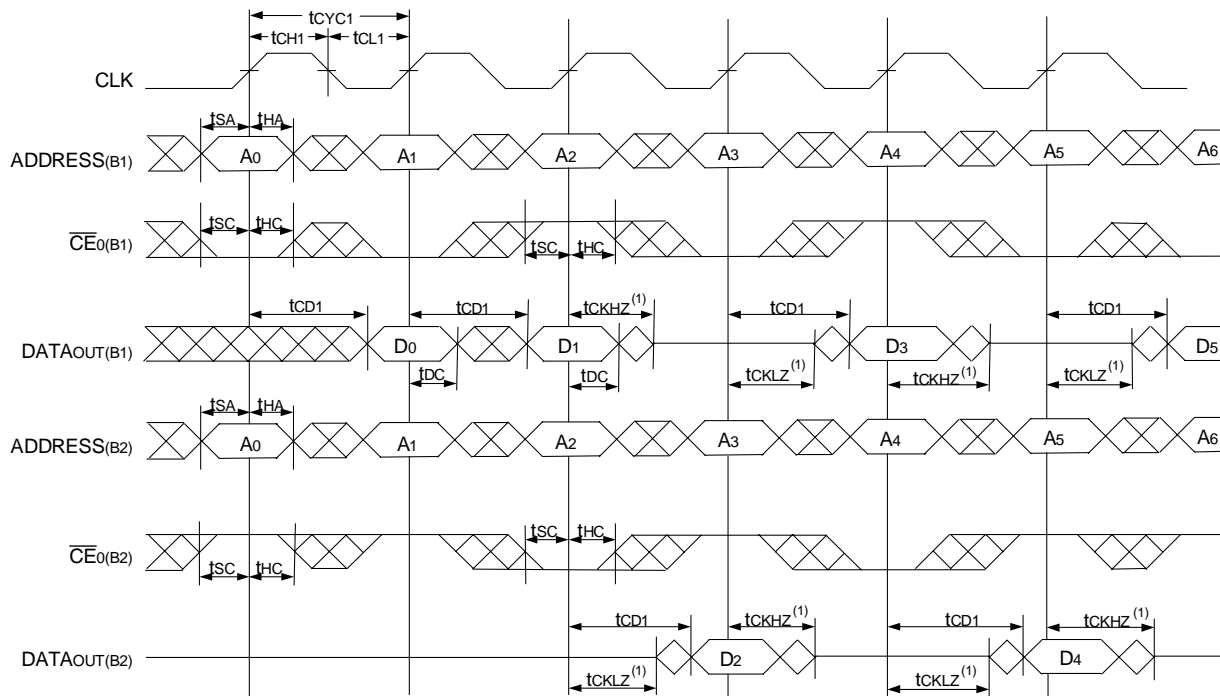 tCYC1
tCH1 tCL1
CLK
tSA tHA
ADDRESS(B1) A0 A1 A2 A3 A4 A5 A6
tSC tHC
CE0(B1)
tSC tHC
tCD1 tCD1 tCKHZ(1) tCD1 tCD1
DATAOUT(B1) D0 D1 D3 D5
tDC tDC tCKLZ(1) tCKHZ(1) tCKLZ(1)
tSA tHA
ADDRESS(B2) A0 A1 A2 A3 A4 A5 A6
tSC tHC
CE0(B2)
tSC tHC
tCD1 tCKHZ(1) tCD1 tCKHZ(1)
DATAOUT(B2) D2 D4
tCKLZ(1) tCKLZ(1)